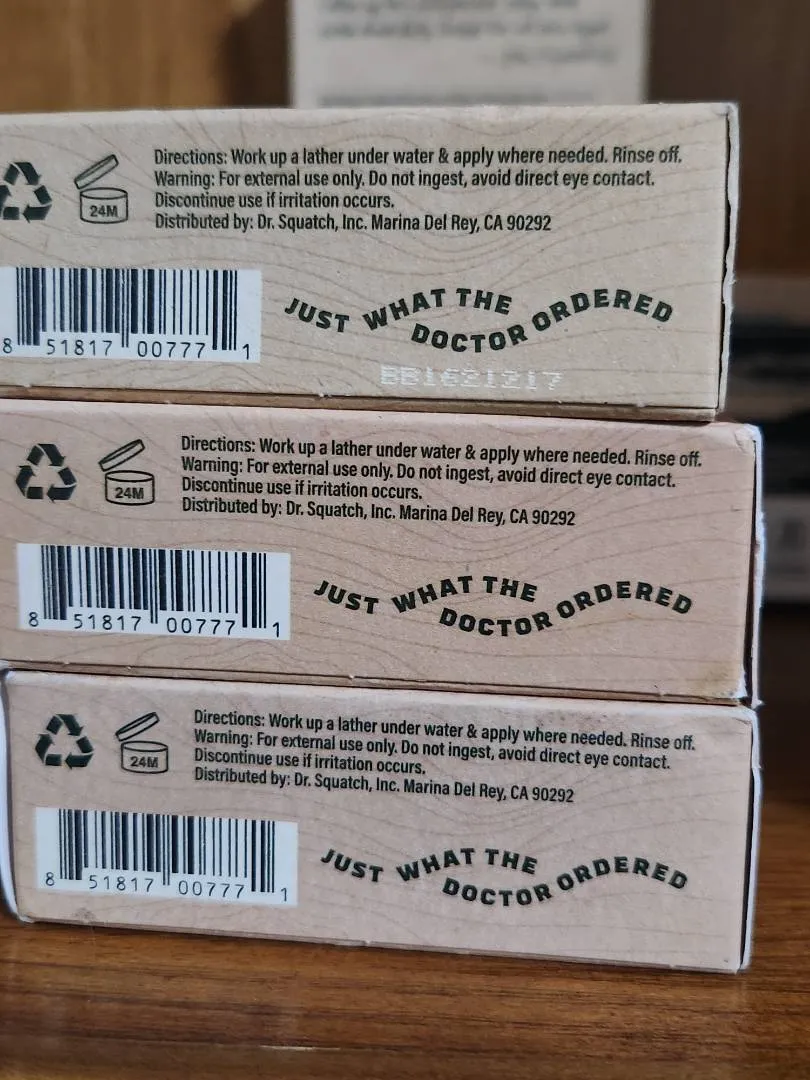 Directions: Work up a lather under water & apply where needed. Rinse off.
Warning: For external use only. Do not ingest, avoid direct eye contact.
Discontinue use if irritation occurs.
Distributed by: Dr. Squatch, Inc. Marina Del Rey, CA 90292
24M
8 51817 00777 1
JUST WHAT THE DOCTOR ORDERED
BB1621217
Directions: Work up a lather under water & apply where needed. Rinse off.
Warning: For external use only. Do not ingest, avoid direct eye contact.
Discontinue use if irritation occurs.
Distributed by: Dr. Squatch, Inc. Marina Del Rey, CA 90292
24M
8 51817 00777 1
JUST WHAT THE DOCTOR ORDERED
Directions: Work up a lather under water & apply where needed. Rinse off.
Warning: For external use only. Do not ingest, avoid direct eye contact.
Discontinue use if irritation occurs.
Distributed by: Dr. Squatch, Inc. Marina Del Rey, CA 90292
24M
8 51817 00777 1
JUST WHAT THE DOCTOR ORDERED